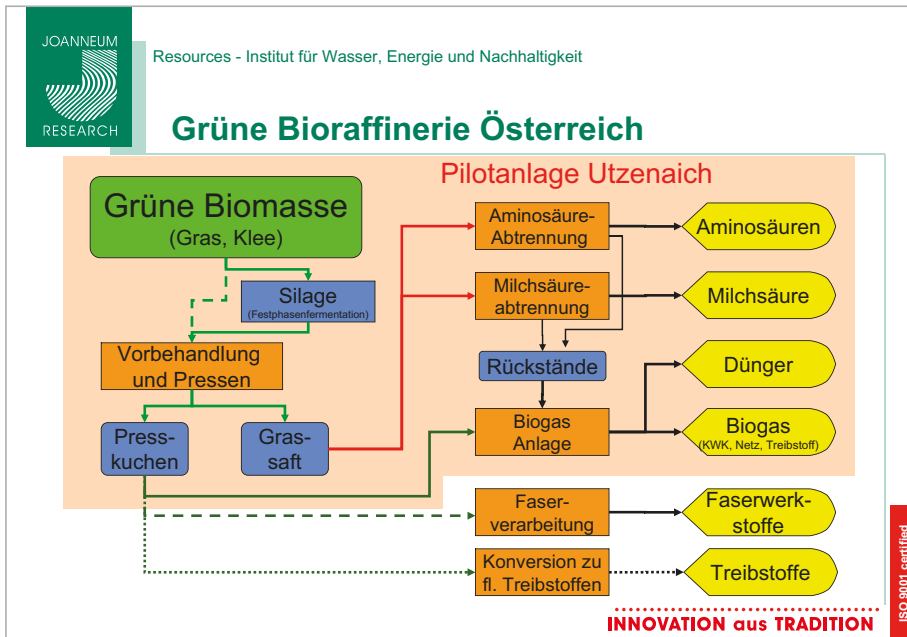 JOANNEUM
RESEARCH
Resources - Institut für Wasser, Energie und Nachhaltigkeit
Grüne Bioraffinerie Österreich
Pilotanlage Utzenaich
Grüne Biomasse
(Gras, Klee)
Silage
(Festphasenfermentation)
Vorbehandlung
und Pressen
Press-
kuchen
Gras-
saft
Aminosäure-
Abtrennung
Aminosäuren
Milchsäure-
abtrennung
Milchsäure
Rückstände
Dünger
Biogas
Anlage
Biogas
(KWK, Netz, Treibstoff)
Faser-
verarbeitung
Faserwerk-
stoffe
Konversion zu
fl. Treibstoffen
Treibstoffe
INNOVATION aus TRADITION
ISO 9001 certified